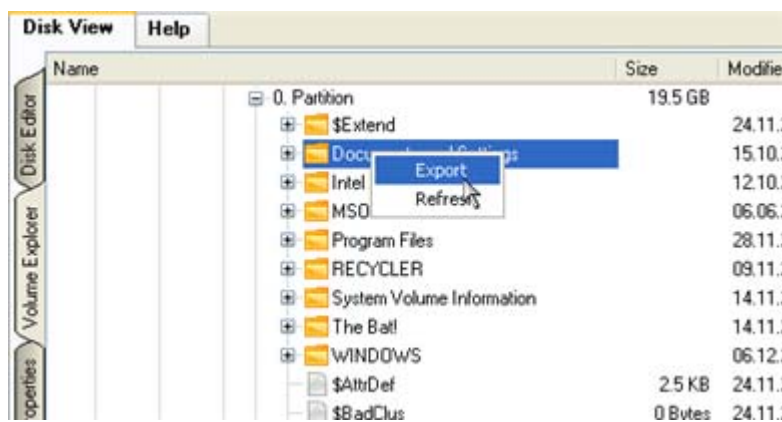 Disk View Help
Name Size Modifie
Disk Editor
Volume Explorer
operties
0. Partition 19.5 GB
$Extend 24.11.
Docu ngs 15.10.
Export
Intel 12.10.
Refresh
MSO 06.06.
Program Files 28.11.
RECYCLER 09.11.
System Volume Information 14.11.
The Bat! 14.11.
WINDOWS 06.12.
$AttrDef 2.5 KB 24.11.
$BadClus 0 Bytes 24.11.